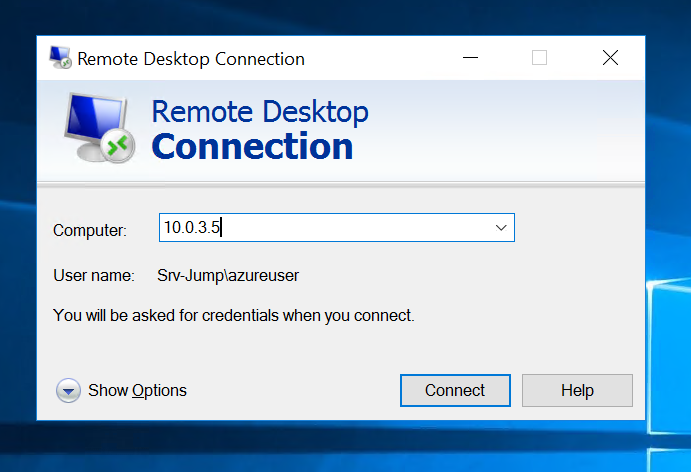 Remote Desktop Connection
Remote Desktop
Connection
Computer: 10.0.3.5
User name: Srv-Jump\azureuser
You will be asked for credentials when you connect.
Show Options Connect Help